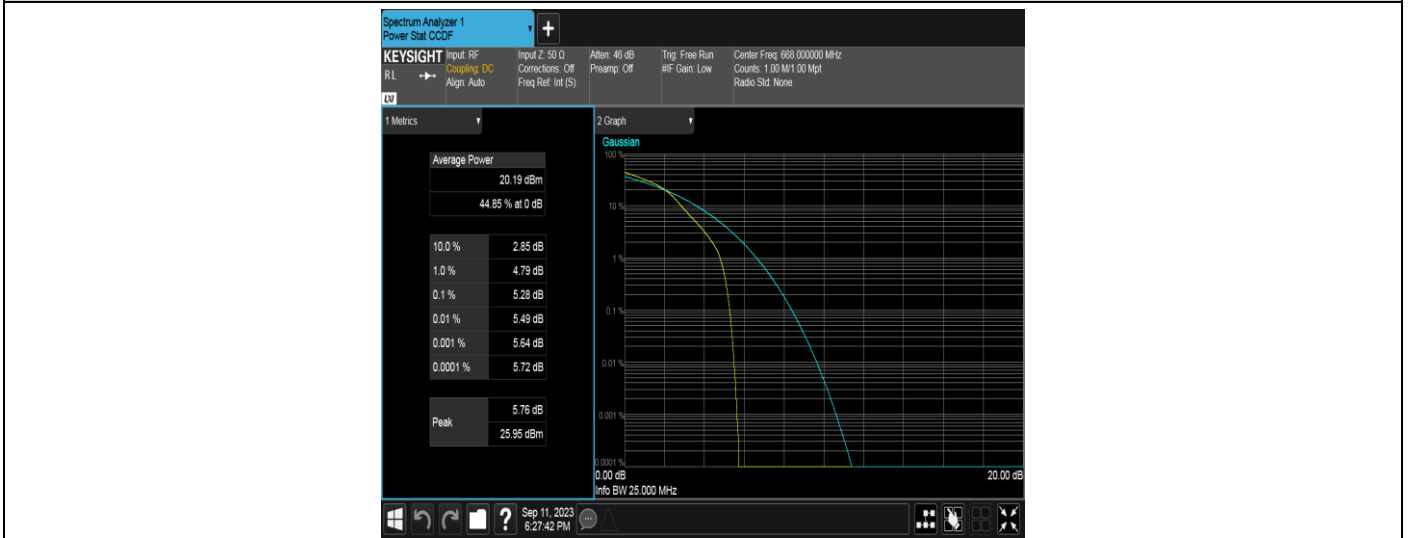 Spectrum Analyzer 1
Power Stat CCDF
+
KEYSIGHT
RL
LXI
Input: RF
Coupling: DC
Align: Auto
Input Z: 50 Ω
Corrections: Off
Freq Ref: Int (S)
Atten: 46 dB
Preamp: Off
Trig: Free Run
#IF Gain: Low
Center Freq: 668.000000 MHz
Counts: 1.00 M/1.00 Mpt
Radio Std: None
1 Metrics
Average Power
20.19 dBm
44.85 % at 0 dB
10.0 % 2.85 dB
1.0 % 4.79 dB
0.1 % 5.28 dB
0.01 % 5.49 dB
0.001 % 5.64 dB
0.0001 % 5.72 dB
Peak
5.76 dB
25.95 dBm
2 Graph
Gaussian
100 %
10 %
1 %
0.1 %
0.01 %
0.001 %
0.0001 %
0.00 dB
20.00 dB
Info BW 25.000 MHz
?
Sep 11, 2023
6:27:42 PM